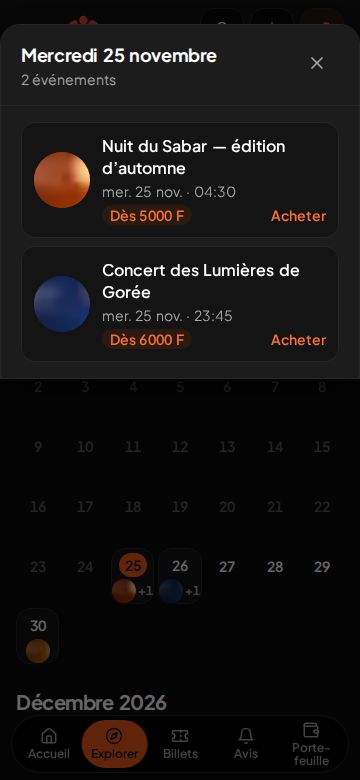 Mercredi 25 novembre
2 événements
Nuit du Sabar — édition
d’automne
mer. 25 nov. · 04:30
Dès 5000 F
Acheter
Concert des Lumières de
Gorée
mer. 25 nov. · 23:45
Dès 6000 F
Acheter
2 3 4 5 6 7 8
9 10 11 12 13 14 15
16 17 18 19 20 21 22
23 24 25 26 27 28 29
+1 +1
30
Décembre 2026
Accueil
Explorer
Billets
Avis
Porte-
feuille